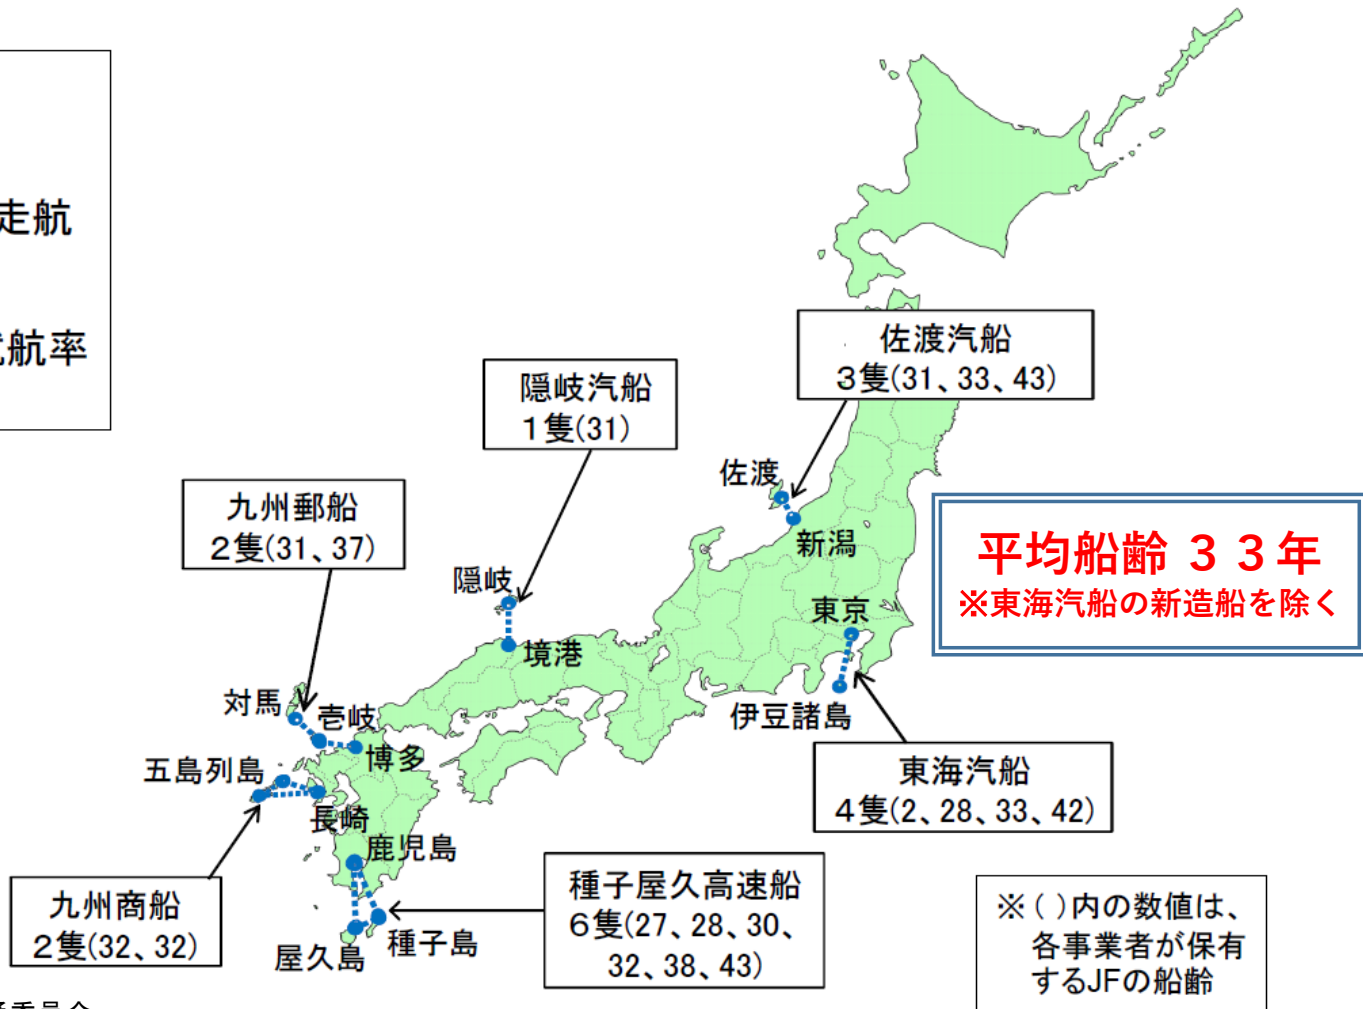 走航
航率
佐渡汽船
3隻(31、33、43)
隠岐汽船
1隻(31)
佐渡
九州郵船
2隻(31、37)
新潟
平均船齢 33年
※東海汽船の新造船を除く
隠岐
東京
境港
対馬
壱岐
伊豆諸島
博多
五島列島
東海汽船
4隻(2、28、33、42)
長崎
鹿児島
種子屋久高速船
6隻(27、28、30、
32、38、43)
九州商船
2隻(32、32)
※( )内の数値は、
各事業者が保有
するJFの船齢
種子島
屋久島
委員会